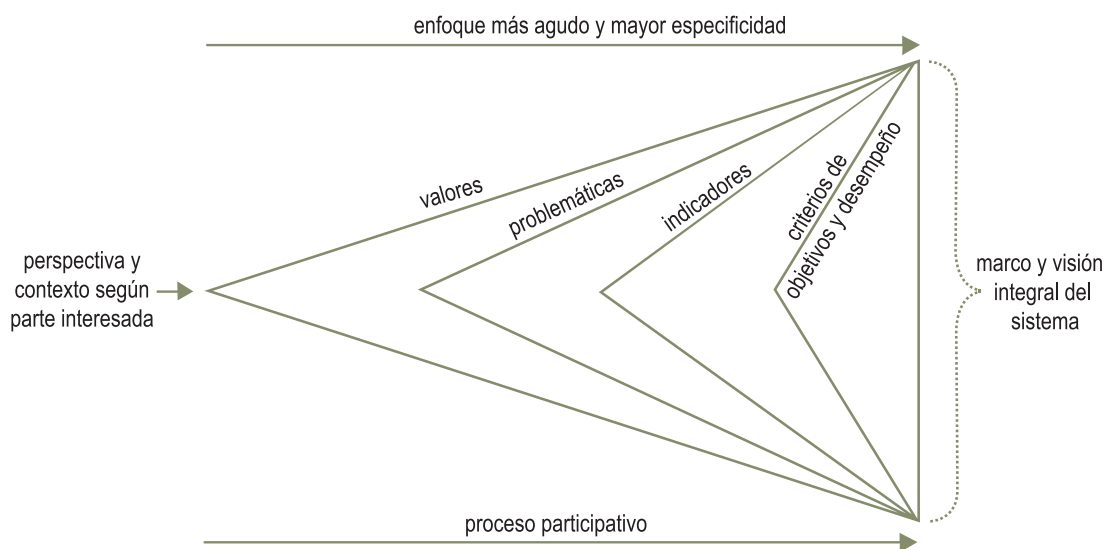 enfoque más agudo y mayor especificidad
valores
problemáticas
indicadores
criterios de
objetivos y desempeño
perspectiva y
contexto según
parte interesada
marco y visión
integral del
sistema
proceso participativo